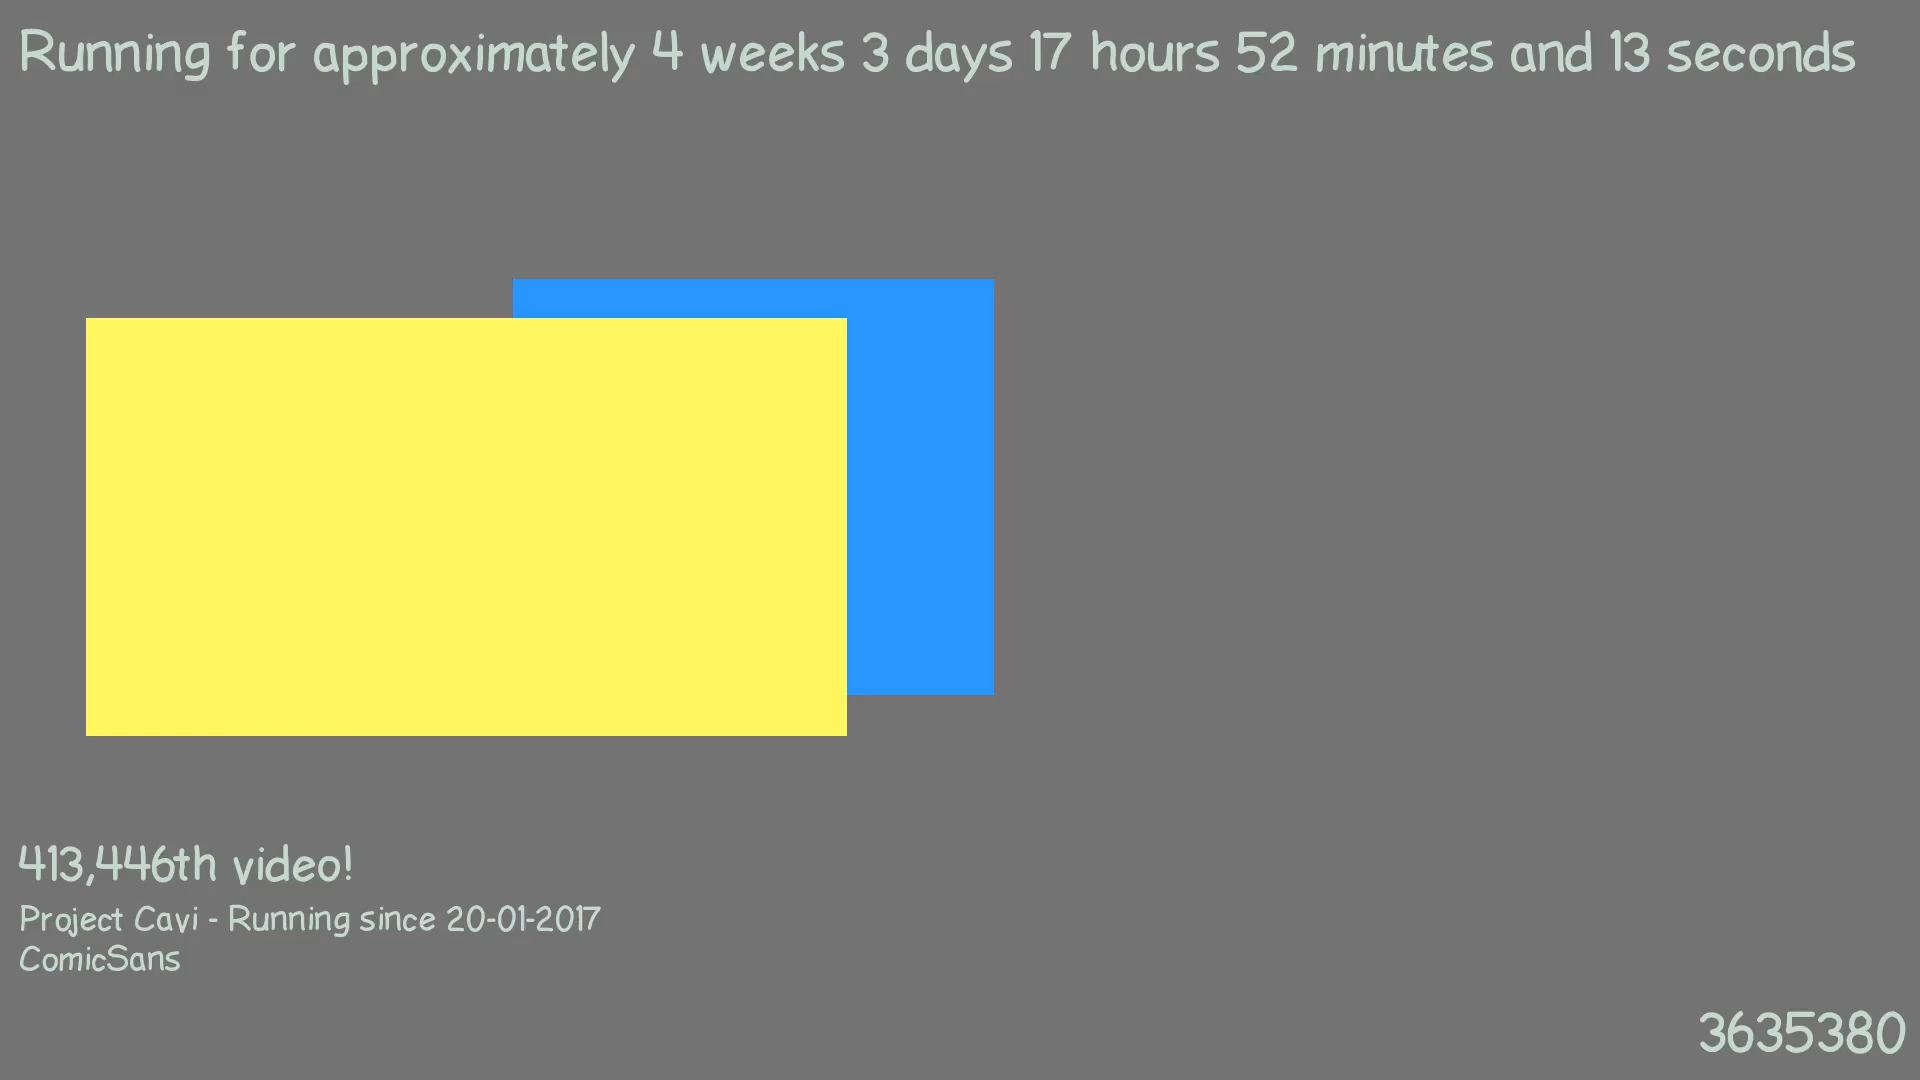 Running for approximately 4 weeks 3 days 17 hours 52 minutes and 13 seconds
413,446th video!
Project Cavi - Running since 20-01-2017
ComicSans
3635380